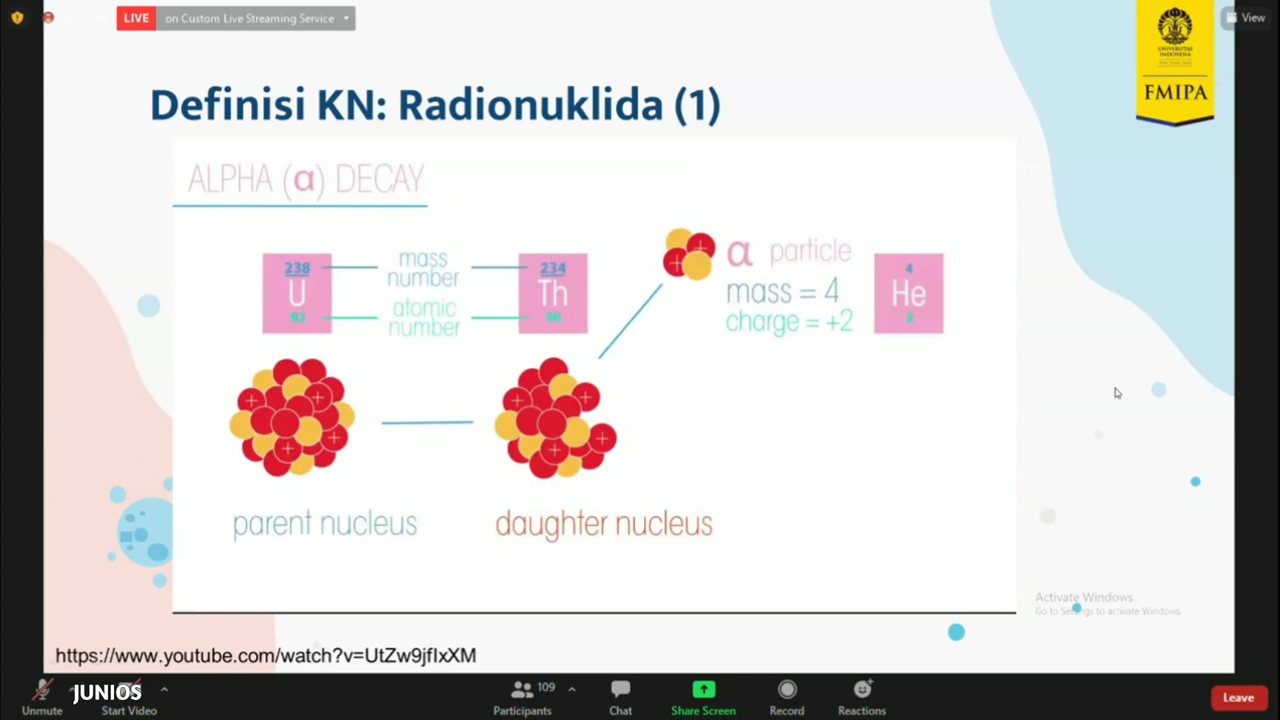 LIVE on Custom Live Streaming Service
View
UNIVERSITAS
INDONESIA
FMIPA
Definisi KN: Radionuklida (1)
ALPHA (α) DECAY
238
U
92
mass
number
atomic
number
234
Th
90
α particle
mass = 4
charge = +2
4
He
2
parent nucleus
daughter nucleus
Activate Windows
Go to Settings to activate Windows.
https://www.youtube.com/watch?v=UtZw9jfIxXM
JUNIOS
Unmute
Start Video
109
Participants
Chat
Share Screen
Record
Reactions
Leave